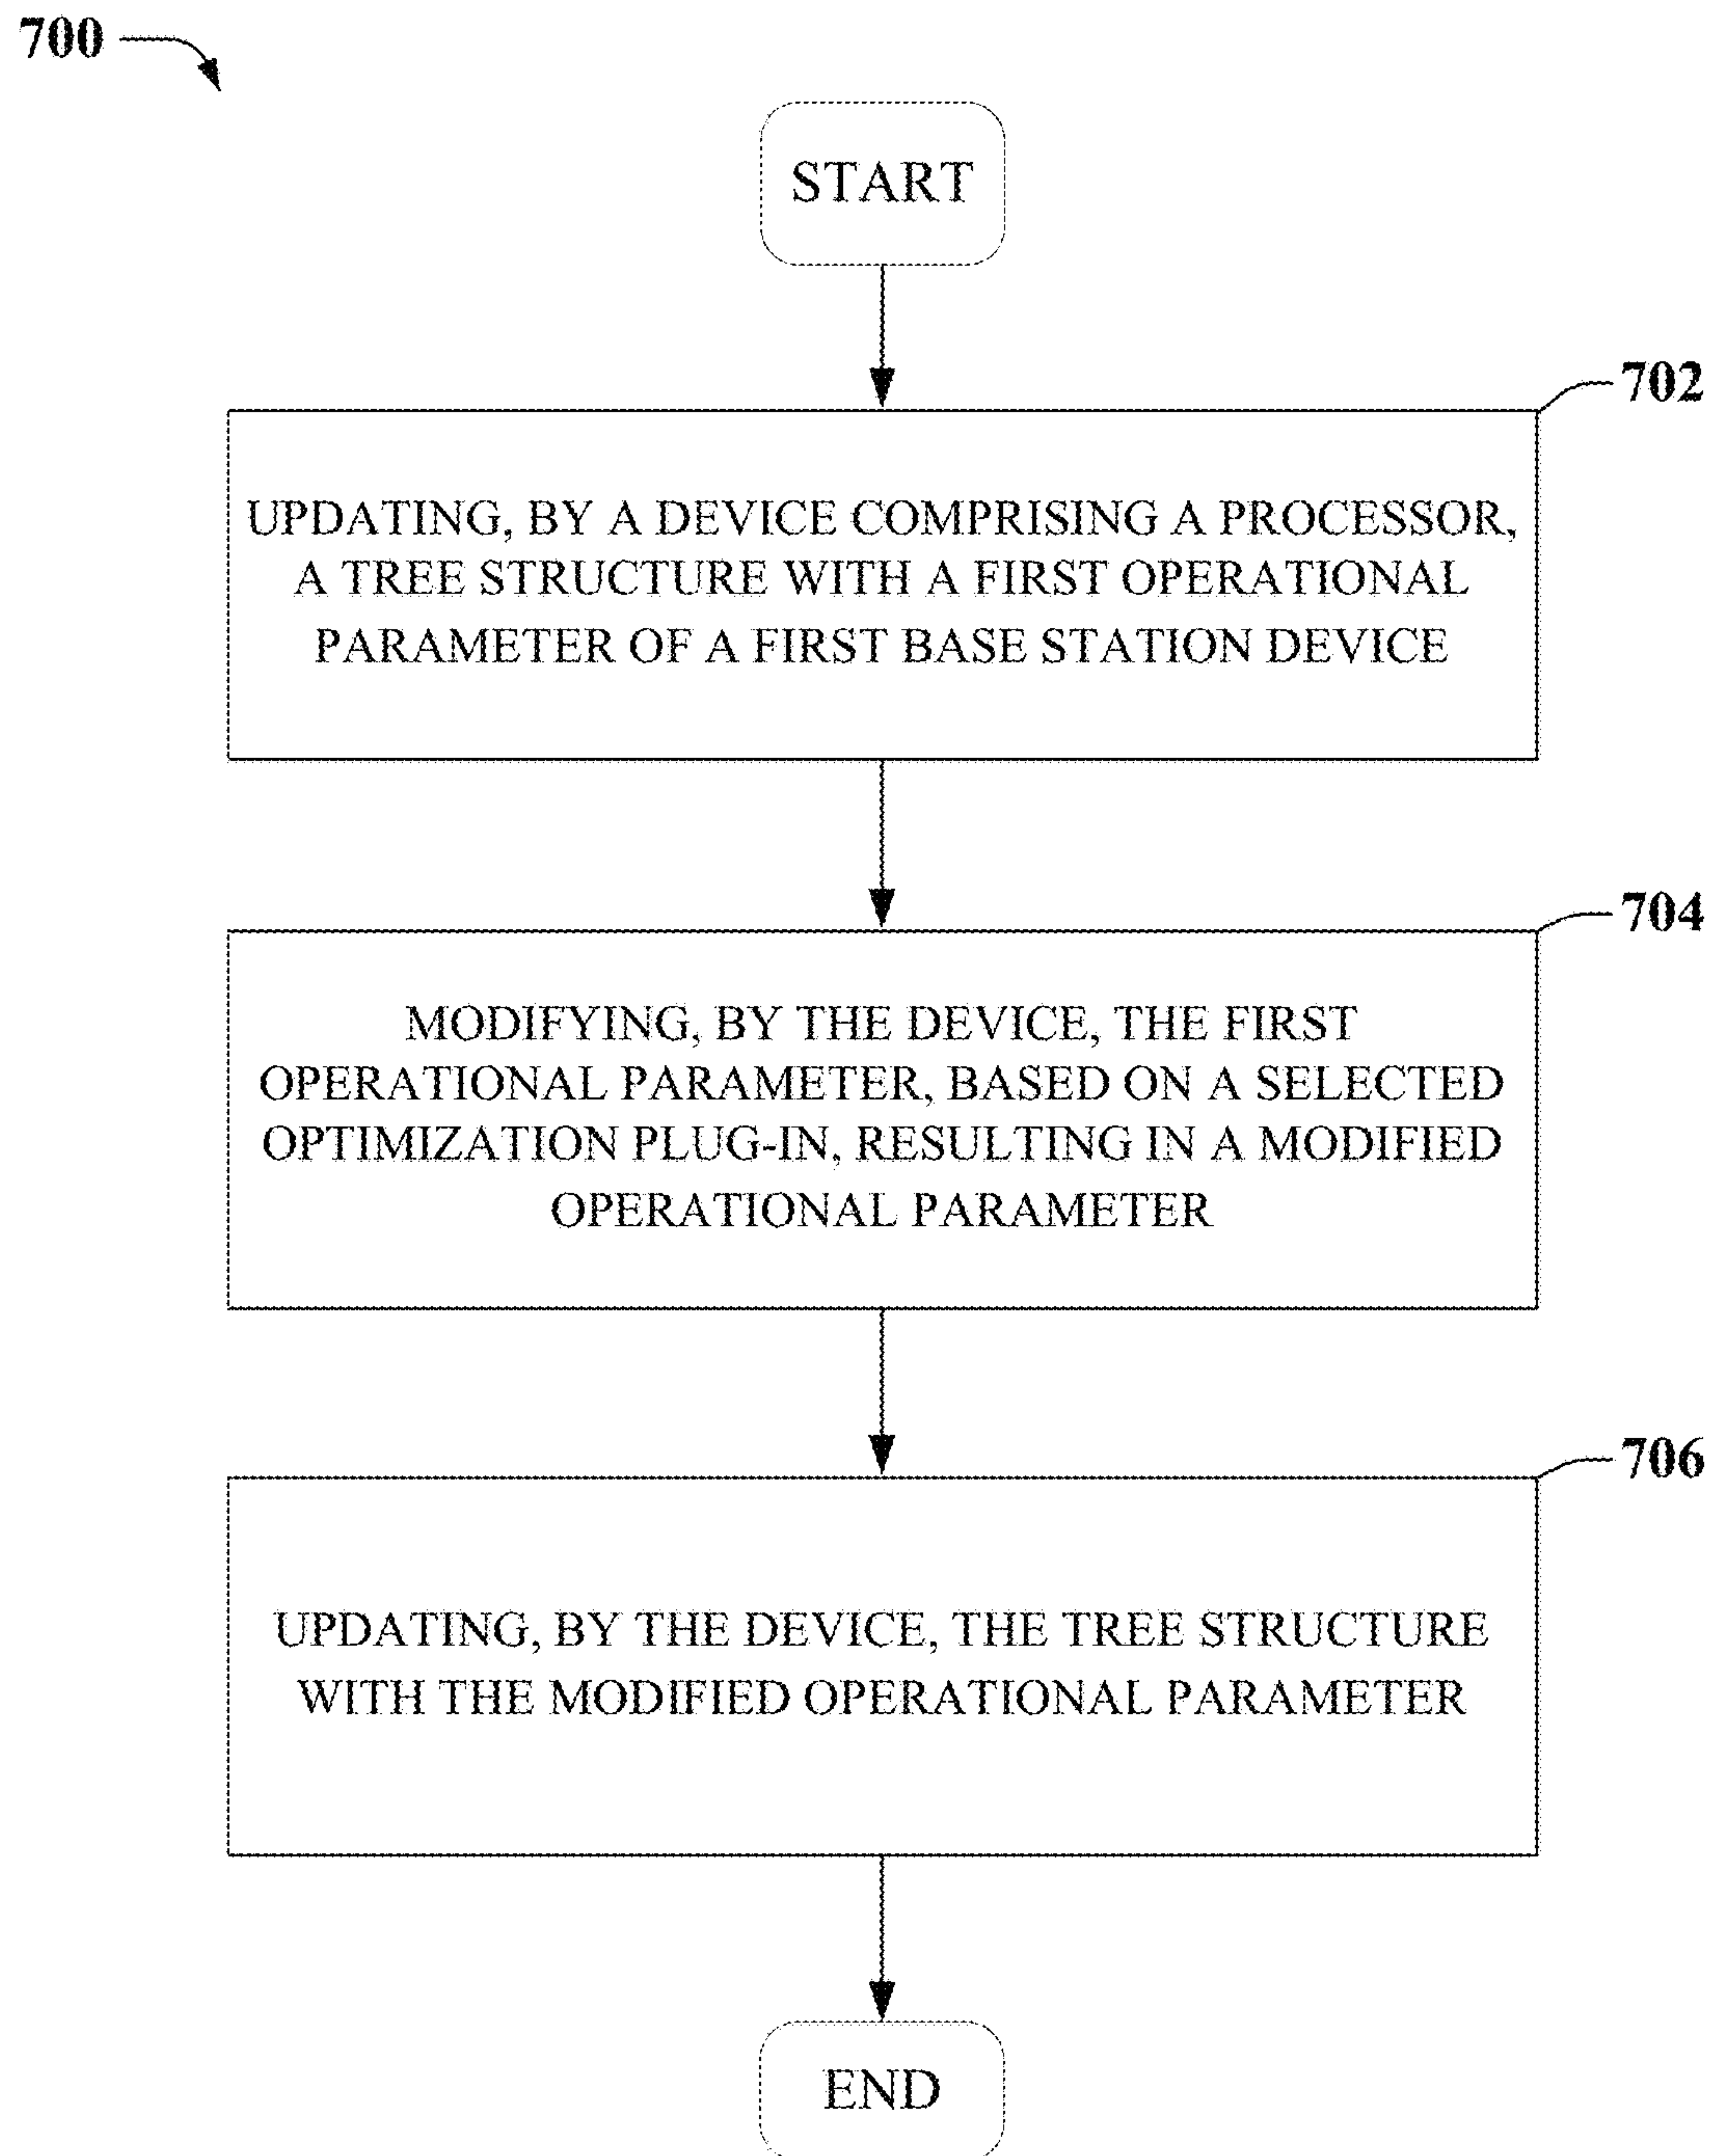 700
START
702
UPDATING, BY A DEVICE COMPRISING A PROCESSOR,
A TREE STRUCTURE WITH A FIRST OPERATIONAL
PARAMETER OF A FIRST BASE STATION DEVICE
704
MODIFYING, BY THE DEVICE, THE FIRST
OPERATIONAL PARAMETER, BASED ON A SELECTED
OPTIMIZATION PLUG-IN, RESULTING IN A MODIFIED
OPERATIONAL PARAMETER
706
UPDATING, BY THE DEVICE, THE TREE STRUCTURE
WITH THE MODIFIED OPERATIONAL PARAMETER
END